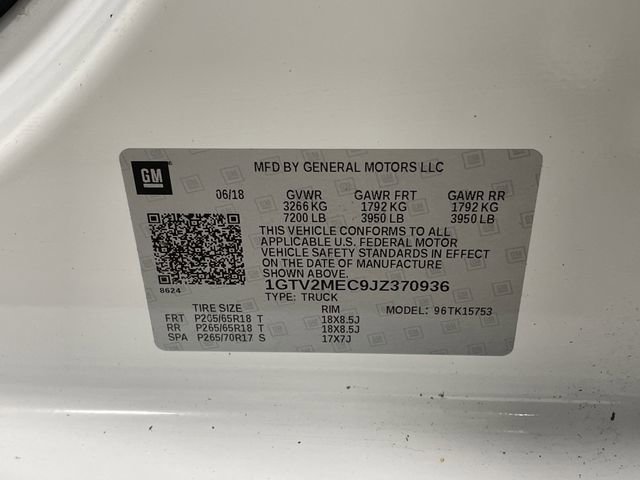 GM
MFD BY GENERAL MOTORS LLC
06/18 GVWR GAWR FRT GAWR RR
3266 KG 1792 KG 1792 KG
7200 LB 3950 LB 3950 LB
THIS VEHICLE CONFORMS TO ALL
APPLICABLE U.S. FEDERAL MOTOR
VEHICLE SAFETY STANDARDS IN EFFECT
ON THE DATE OF MANUFACTURE
SHOWN ABOVE.
8624
1GTV2MEC9JZ370936
TYPE: TRUCK
TIRE SIZE RIM MODEL: 96TK15753
FRT P265/65R18 T 18X8.5J
RR P265/65R18 T 18X8.5J
SPA P265/70R17 S 17X7J